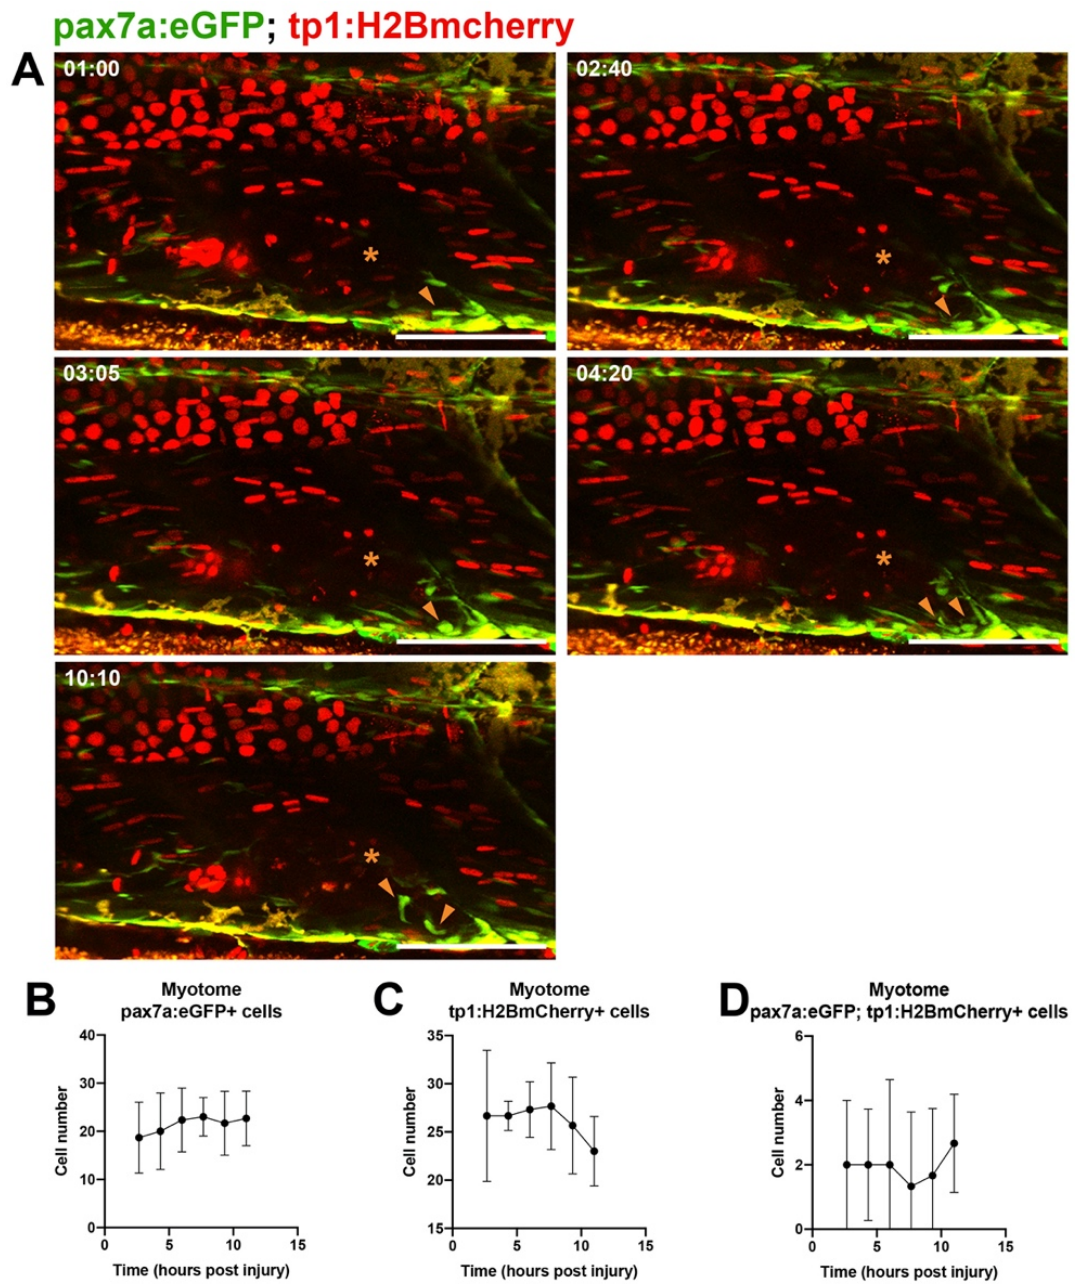 pax7a:eGFP; tp1:H2Bmcherry
A
01:00
02:40
*
*
03:05
04:20
*
*
10:10
*
B
Myotome
pax7a:eGFP+ cells
Cell number
40
30
20
10
0
0 5 10 15
Time (hours post injury)
C
Myotome
tp1:H2BmCherry+ cells
Cell number
35
30
25
20
15
0 5 10 15
Time (hours post injury)
D
Myotome
pax7a:eGFP; tp1:H2BmCherry+ cells
Cell number
6
4
2
0
0 5 10 15
Time (hours post injury)